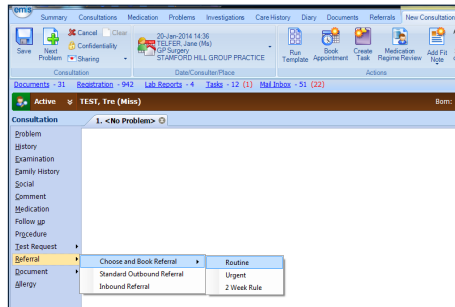 ems
Summary Consultations Medication Problems Investigations Care History Diary Documents Referrals New Consultation
Save Next Problem Cancel Clear Confidentiality Sharing
20-Jan-2014 14:36
TELFER, Jane (Ms)
GP Surgery
STAMFORD HILL GROUP PRACTICE
Run Template Book Appointment Create Task Medication Regime Review Add Fit Note
Consultation Date/Consulter/Place Actions
Documents - 31 Registration - 942 Lab Reports - 4 Tasks - 12 (1) Mail Inbox - 51 (22)
Active TEST, Tre (Miss) Born:
Consultation 1. <No Problem>
Problem
History
Examination
Family History
Social
Comment
Medication
Follow up
Procedure
Test Request
Referral Choose and Book Referral Routine
Document Standard Outbound Referral Urgent
Allergy Inbound Referral 2 Week Rule